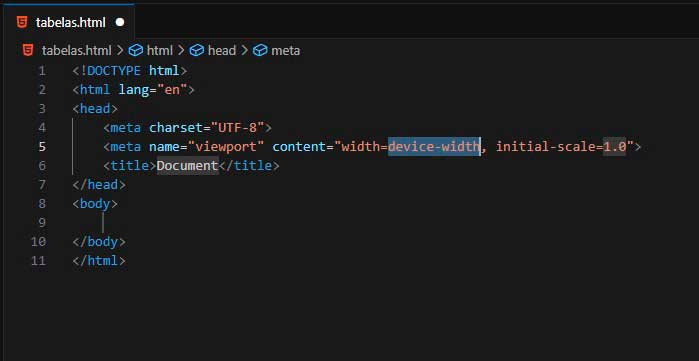 tabelas.html
tabelas.html > html > head > meta
1 <!DOCTYPE html>
2 <html lang="en">
3 <head>
4 <meta charset="UTF-8">
5 <meta name="viewport" content="width=device-width, initial-scale=1.0">
6 <title>Document</title>
7 </head>
8 <body>
9
10 </body>
11 </html>